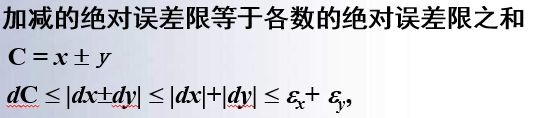 加减的绝对误差限等于各数的绝对误差限之和
C = x ± y
dC ≤ |dx±dy| ≤ |dx|+|dy| ≤ εx+ εy,